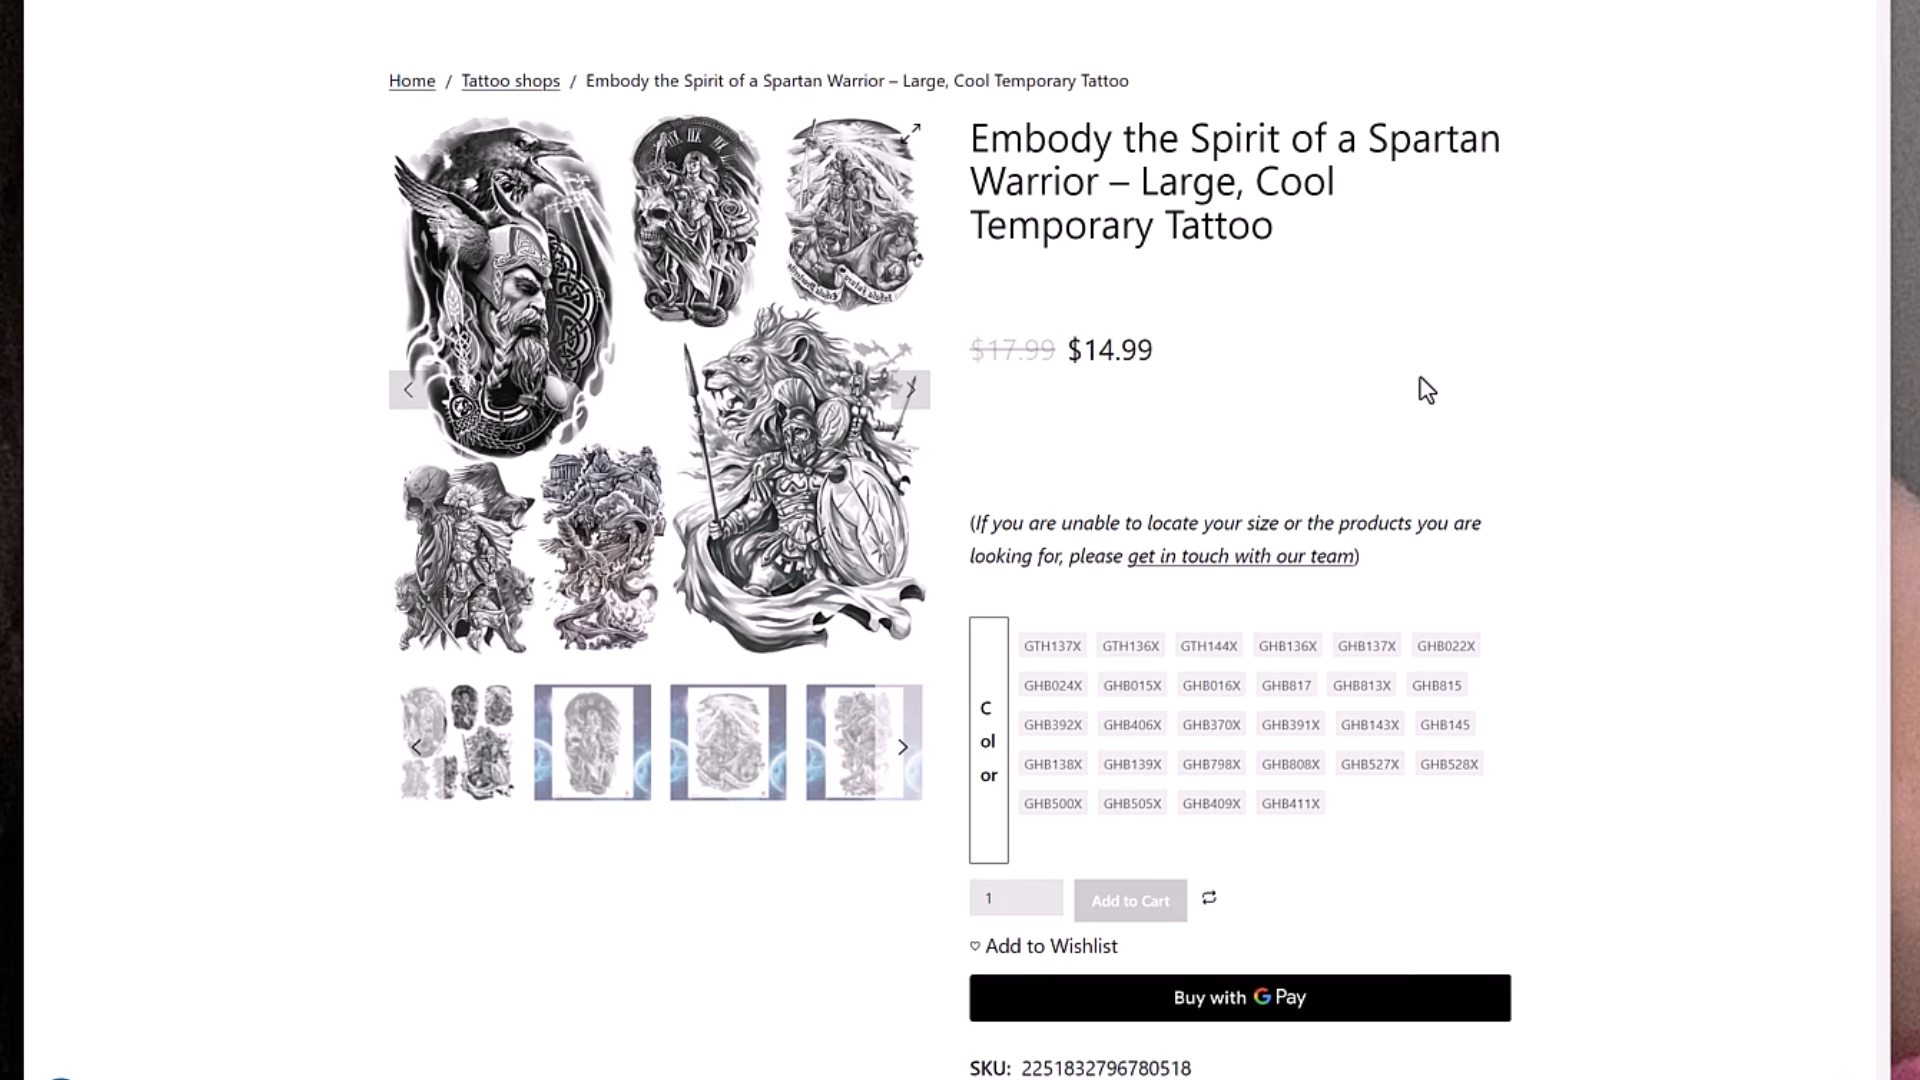 Home / Tattoo shops / Embody the Spirit of a Spartan Warrior – Large, Cool Temporary Tattoo
Embody the Spirit of a Spartan
Warrior – Large, Cool
Temporary Tattoo
$17.99 $14.99
(If you are unable to locate your size or the products you are
looking for, please get in touch with our team)
C
ol
or
GTH137X GTH136X GTH144X GHB136X GHB137X GHB022X
GHB024X GHB015X GHB016X GHB817 GHB813X GHB815
GHB392X GHB406X GHB370X GHB391X GHB143X GHB145
GHB138X GHB139X GHB798X GHB808X GHB527X GHB528X
GHB500X GHB505X GHB409X GHB411X
1 Add to Cart
Add to Wishlist
Buy with G Pay
SKU: 2251832796780518